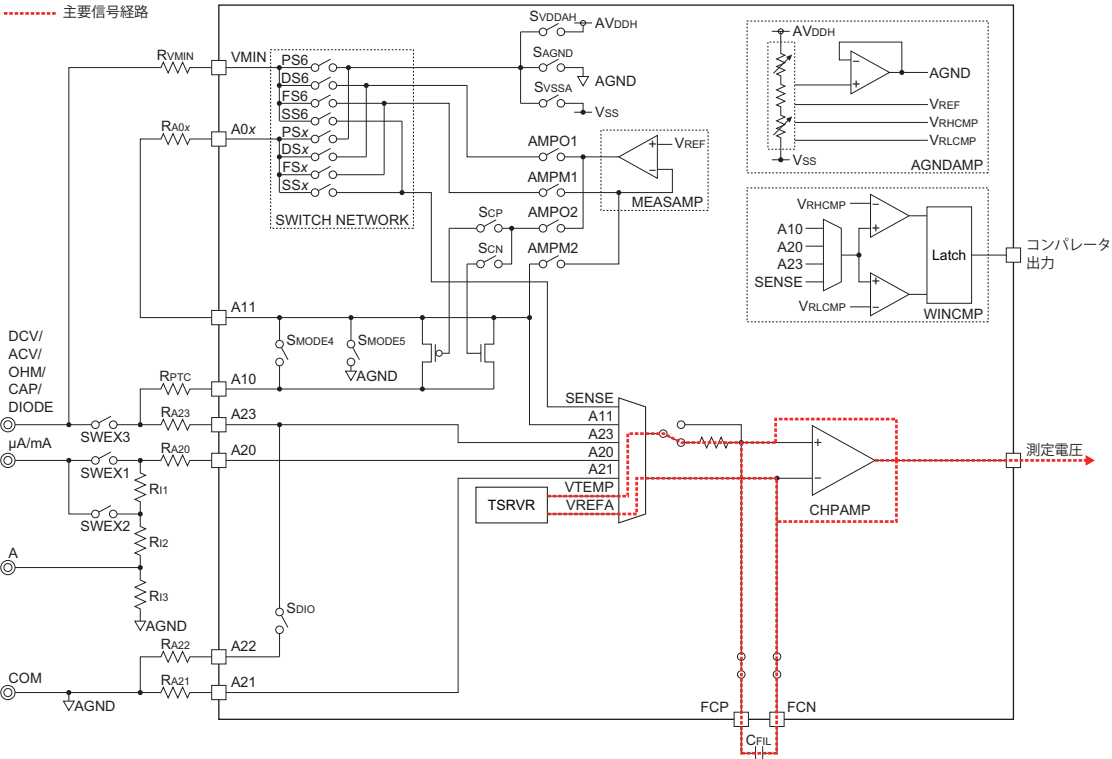 主要信号経路
SVDDAH
AVDDH
SAGND
AGND
SVSSA
VSS
RVMIN
VMIN
PS6
DS6
FS6
SS6
RA0x
A0x
PSx
DSx
FSx
SSx
SWITCH NETWORK
AMPO1
AMPM1
AMPO2
AMPM2
VREF
MEASAMP
SCP
SCN
AVDDH
AGND
VREF
VRHCMP
VRLCMP
VSS
AGNDAMP
VRHCMP
A10
A20
A23
SENSE
VRLCMP
Latch
WINCMP
コンパレータ
出力
A11
SMODE4
SMODE5
AGND
DCV/
ACV/
OHM/
CAP/
DIODE
RPTC
A10
SWEX3
RA23
A23
µA/mA
SWEX1
RA20
A20
RI1
SWEX2
RI2
A
RI3
AGND
SDIO
RA22
A22
COM
RA21
A21
AGND
SENSE
A11
A23
A20
A21
VTEMP
VREFA
TSRVR
CHPAMP
測定電圧
FCP
FCN
CFIL